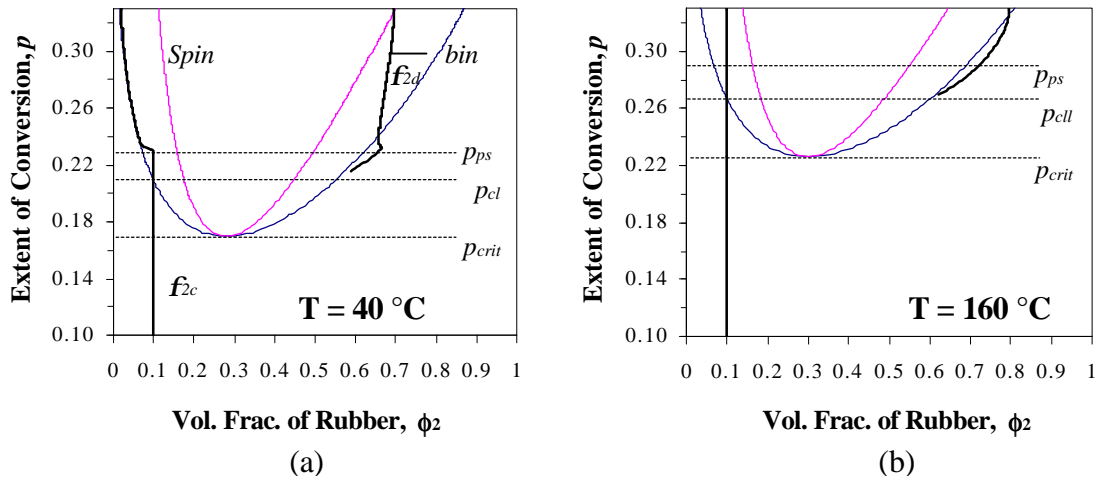 Extent of Conversion, p
0.33
0.30
0.26
0.22
0.18
0.14
0.10
Spin
f2d
bin
pps
pcl
pcrit
f2c
T = 40 °C
0 0.1 0.2 0.3 0.4 0.5 0.6 0.7 0.8 0.9 1
Vol. Frac. of Rubber, ϕ2
(a)
Extent of Conversion, p
0.30
0.26
0.22
0.18
0.14
0.10
pps
pcll
pcrit
T = 160 °C
0 0.1 0.2 0.3 0.4 0.5 0.6 0.7 0.8 0.9 1
Vol. Frac. of Rubber, ϕ2
(b)